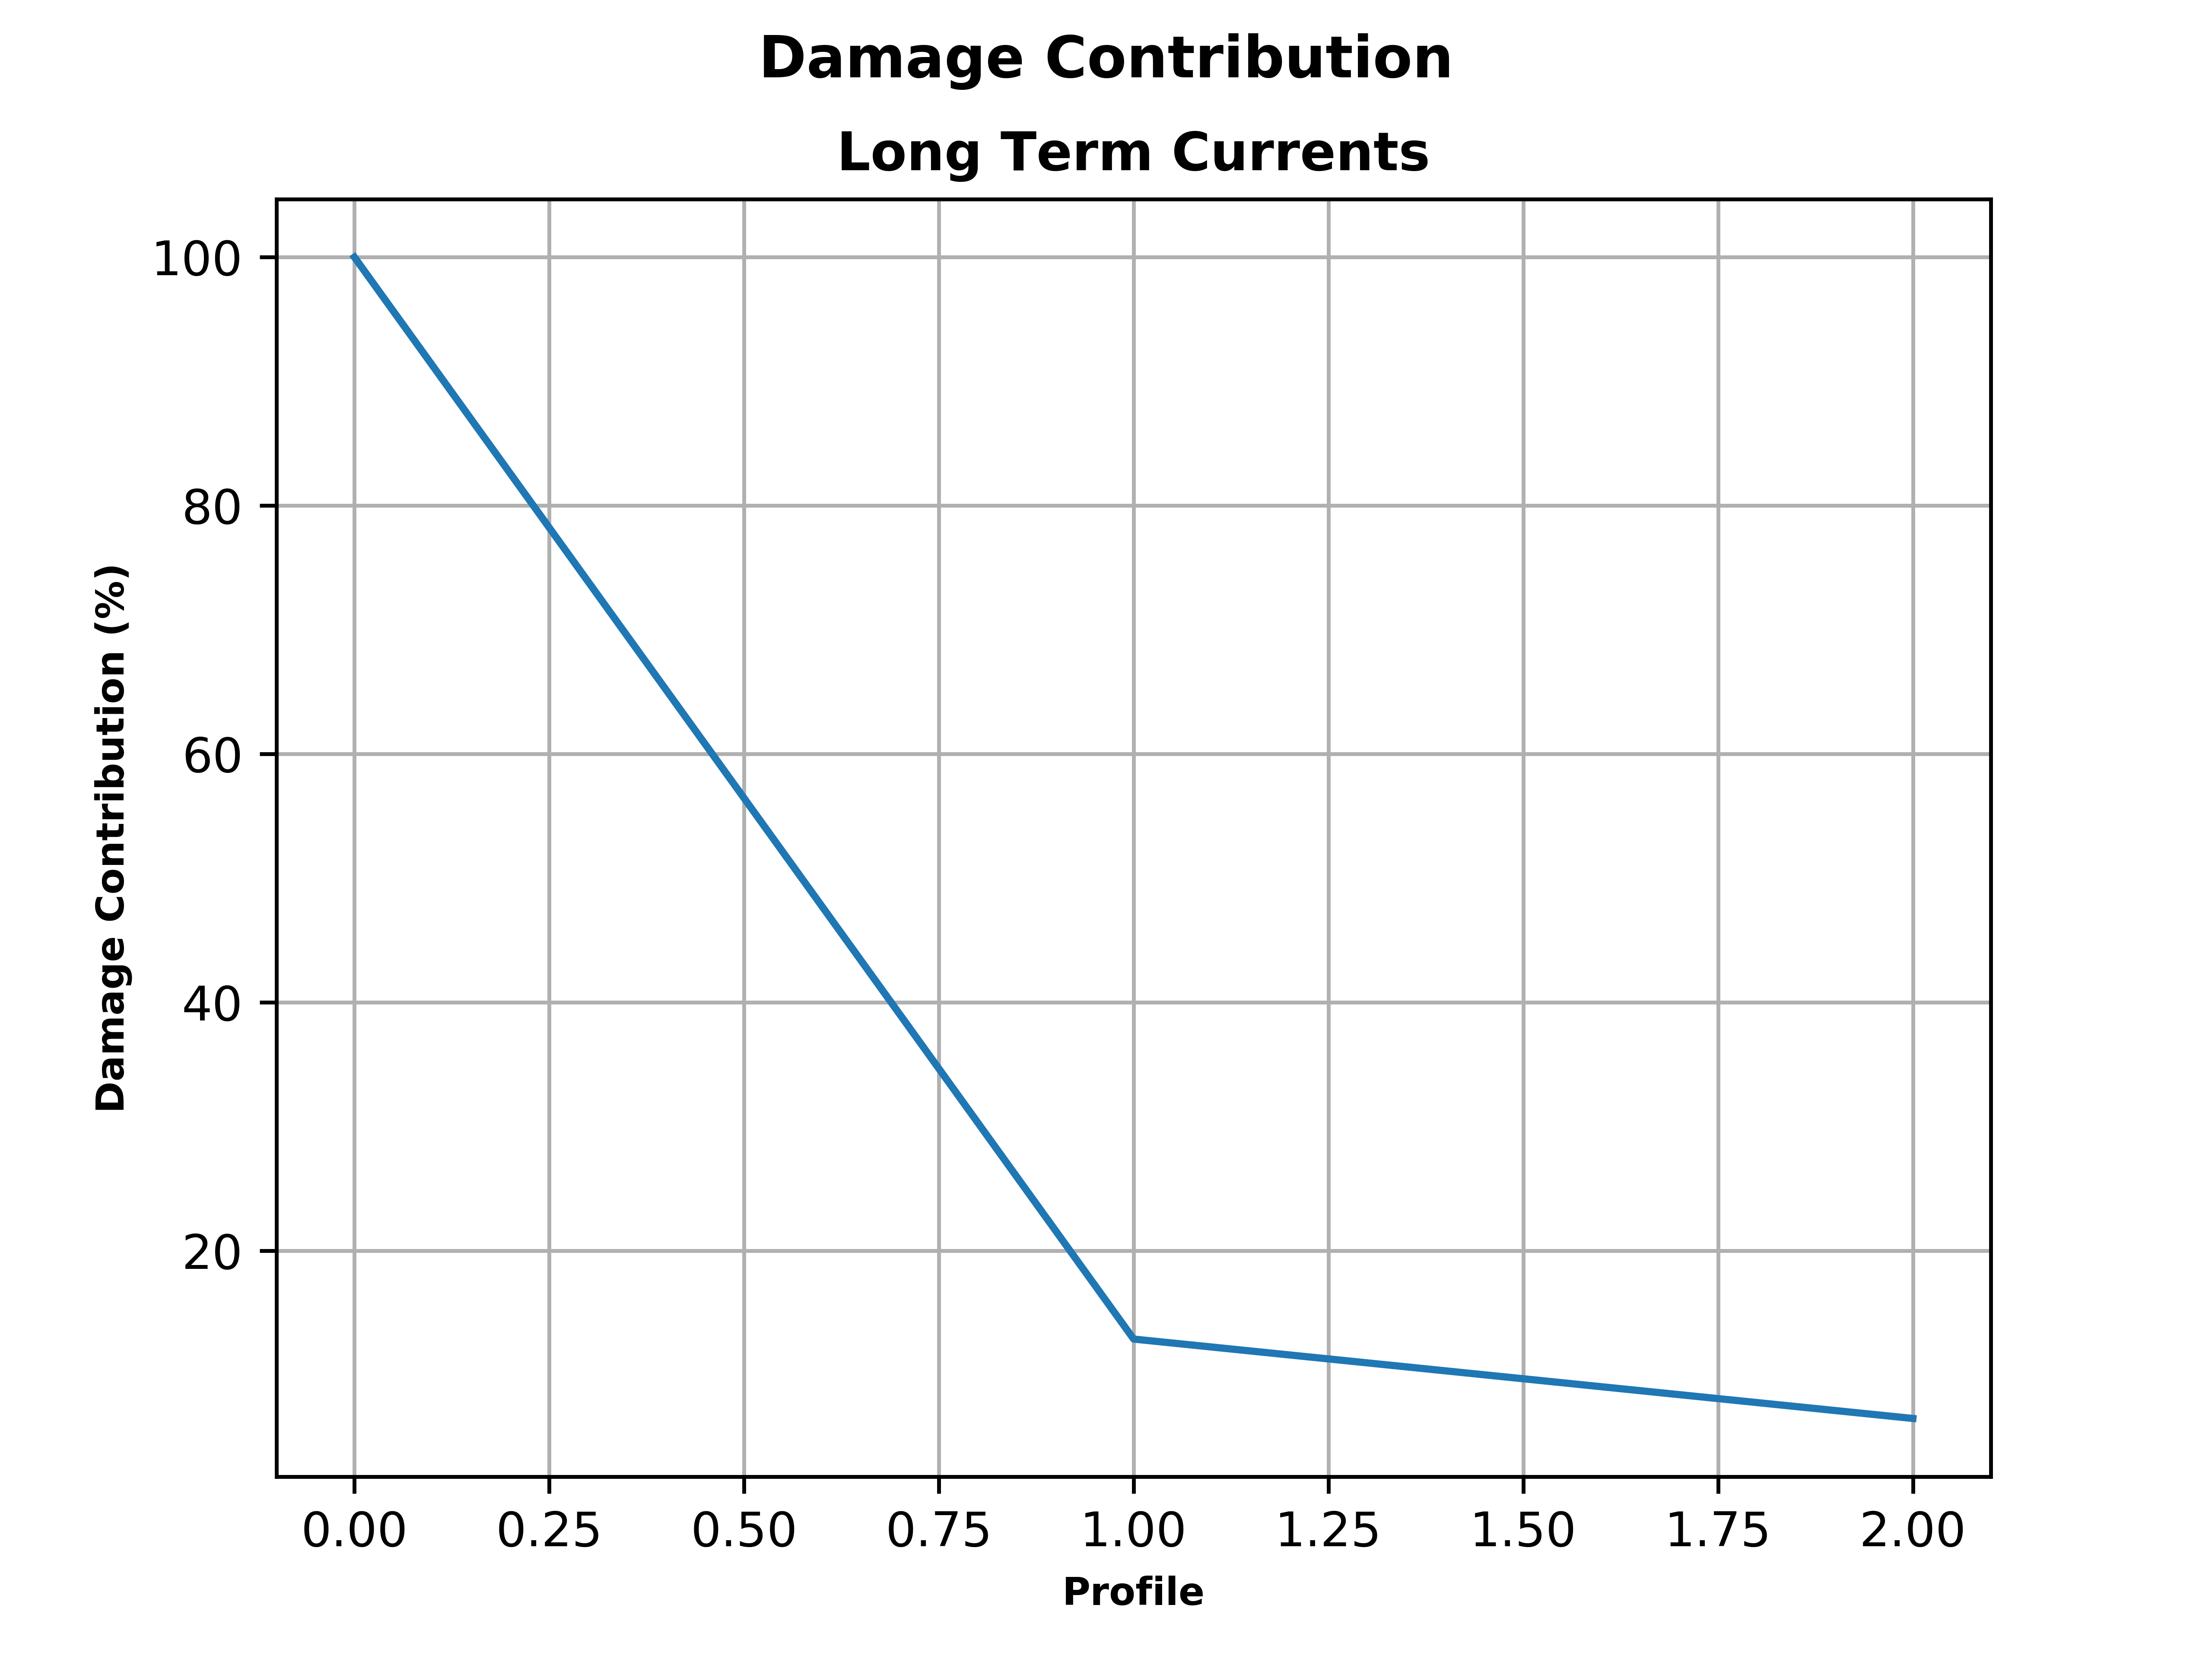 Damage Contribution
Long Term Currents
100
80
60
40
20
Damage Contribution (%)
0.00 0.25 0.50 0.75 1.00 1.25 1.50 1.75 2.00
Profile